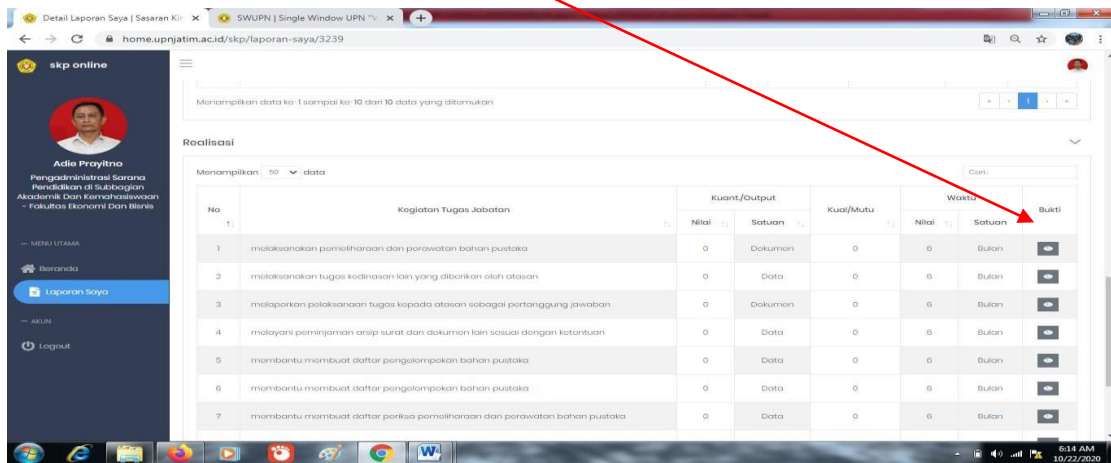 Detail Laporan Saya | Sasaran Kir
SWUPN | Single Window UPN "V
home.upnjatim.ac.id/skp/laporan-saya/3239
skp online
Menampilkan data ke-1 sampai ke-10 dari 10 data yang ditemukan
1
Adie Prayitno
Pengadministrasi Sarana
Pendidikan di Subbagian
Akademik Dan Kemahasiswaan
- Fakultas Ekonomi Dan Bisnis
Realisasi
Menampilkan 50 data
Cari...
No Kegiatan Tugas Jabatan Kuant/Output Kual/Mutu Waktu Bukti
Nilai Satuan Nilai Satuan
1 melaksanakan pemeliharaan dan perawatan bahan pustaka 0 Dokumen 0 6 Bulan
2 melaksanakan tugas kedinasan lain yang diberikan oleh atasan 0 Data 0 6 Bulan
3 melaporkan pelaksanaan tugas kepada atasan sebagai pertanggung jawaban 0 Dokumen 0 6 Bulan
4 melayani peminjaman arsip surat dan dokumen lain sesuai dengan ketentuan 0 Data 0 6 Bulan
5 membantu membuat daftar pengelompokan bahan pustaka 0 Data 0 6 Bulan
6 membantu membuat daftar pengelompokan bahan pustaka 0 Data 0 6 Bulan
7 membantu membuat daftar periksa pemeliharaan dan perawatan bahan pustaka 0 Data 0 6 Bulan
— MENU UTAMA
Beranda
Laporan Saya
— AKUN
Logout
6:14 AM
10/22/2020